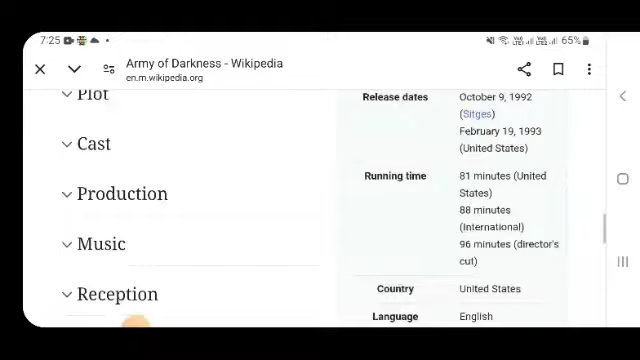 7:25
65%
Army of Darkness - Wikipedia
en.m.wikipedia.org
Plot
Cast
Production
Music
Reception
Release dates
October 9, 1992
(Sitges)
February 19, 1993
(United States)
Running time
81 minutes (United
States)
88 minutes
(International)
96 minutes (director's
cut)
Country
United States
Language
English